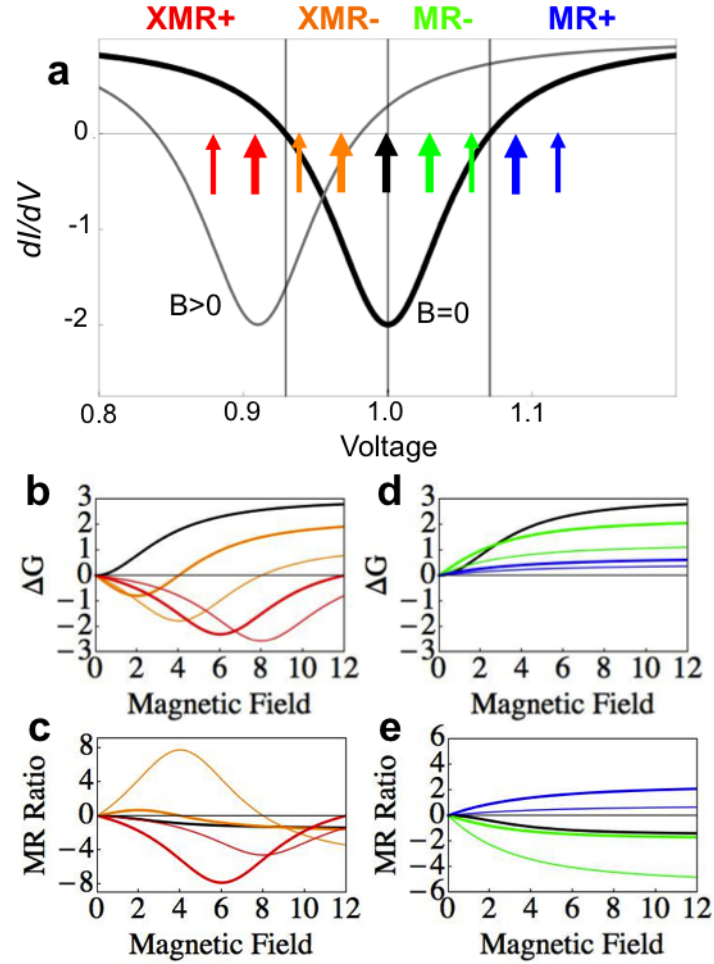 XMR+ XMR- MR- MR+
a
0
-1
-2
dI/dV
B>0
B=0
0.8 0.9 1.0 1.1
Voltage
b
3
2
1
0
−1
−2
−3
ΔG
0 2 4 6 8 10 12
Magnetic Field
d
3
2
1
0
−1
−2
−3
ΔG
0 2 4 6 8 10 12
Magnetic Field
c
8
4
0
−4
−8
MR Ratio
0 2 4 6 8 10 12
Magnetic Field
e
6
4
2
0
−2
−4
−6
MR Ratio
0 2 4 6 8 10 12
Magnetic Field